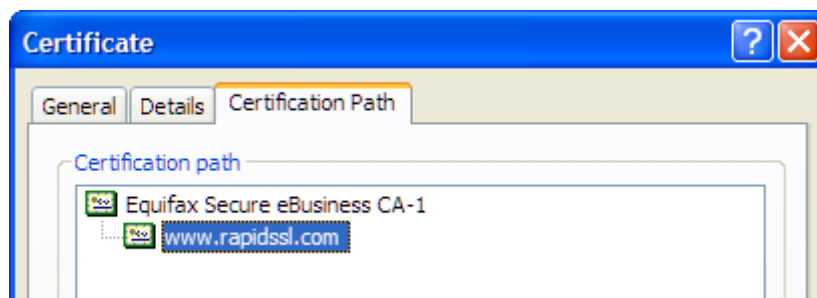 Certificate
General Details Certification Path
Certification path
Equifax Secure eBusiness CA-1
www.rapidssl.com